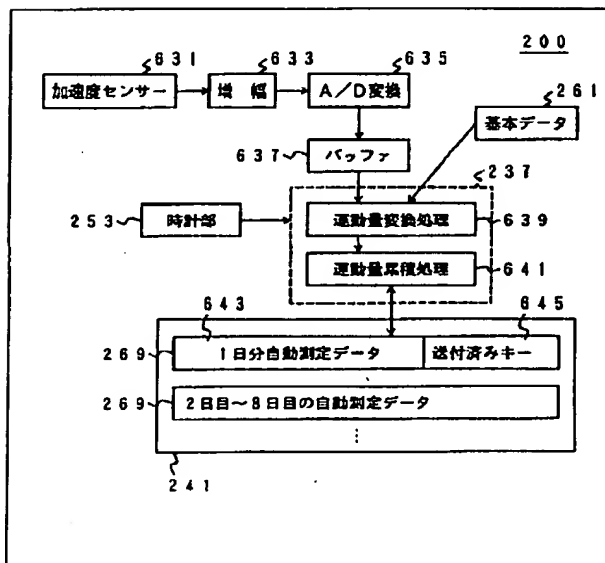 200
631 633 635
加速度センサー 増 幅 A/D変換
261
基本データ
637 バッファ
237
253 時計部 運動量変換処理 639
運動量累積処理 641
643 645
269 1日分自動測定データ 送付済みキー
269 2日目~8日目の自動測定データ
⋮
241